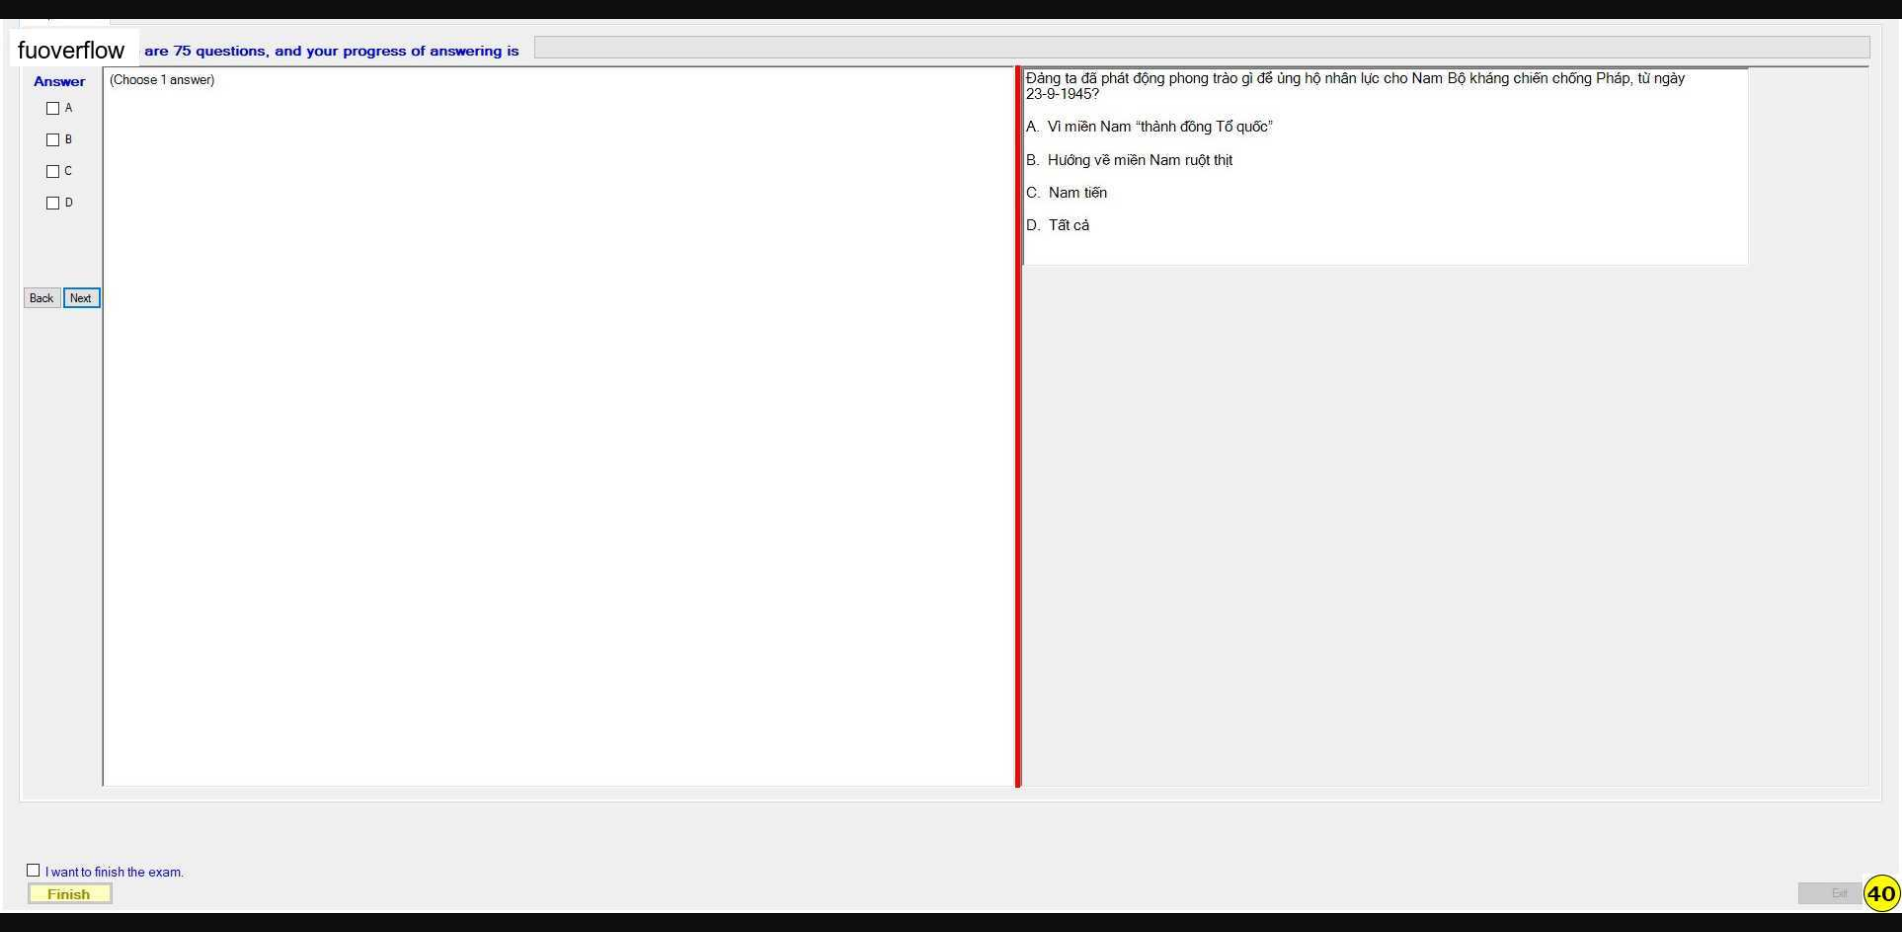 fuoverflow are 75 questions, and your progress of answering is
Answer
(Choose 1 answer)
A
B
C
D
Back Next
Đảng ta đã phát động phong trào gì để ủng hộ nhân lực cho Nam Bộ kháng chiến chống Pháp, từ ngày
23-9-1945?
A. Vì miền Nam “thành đồng Tổ quốc”
B. Hướng về miền Nam ruột thịt
C. Nam tiến
D. Tất cả
I want to finish the exam.
Finish
Exit
40